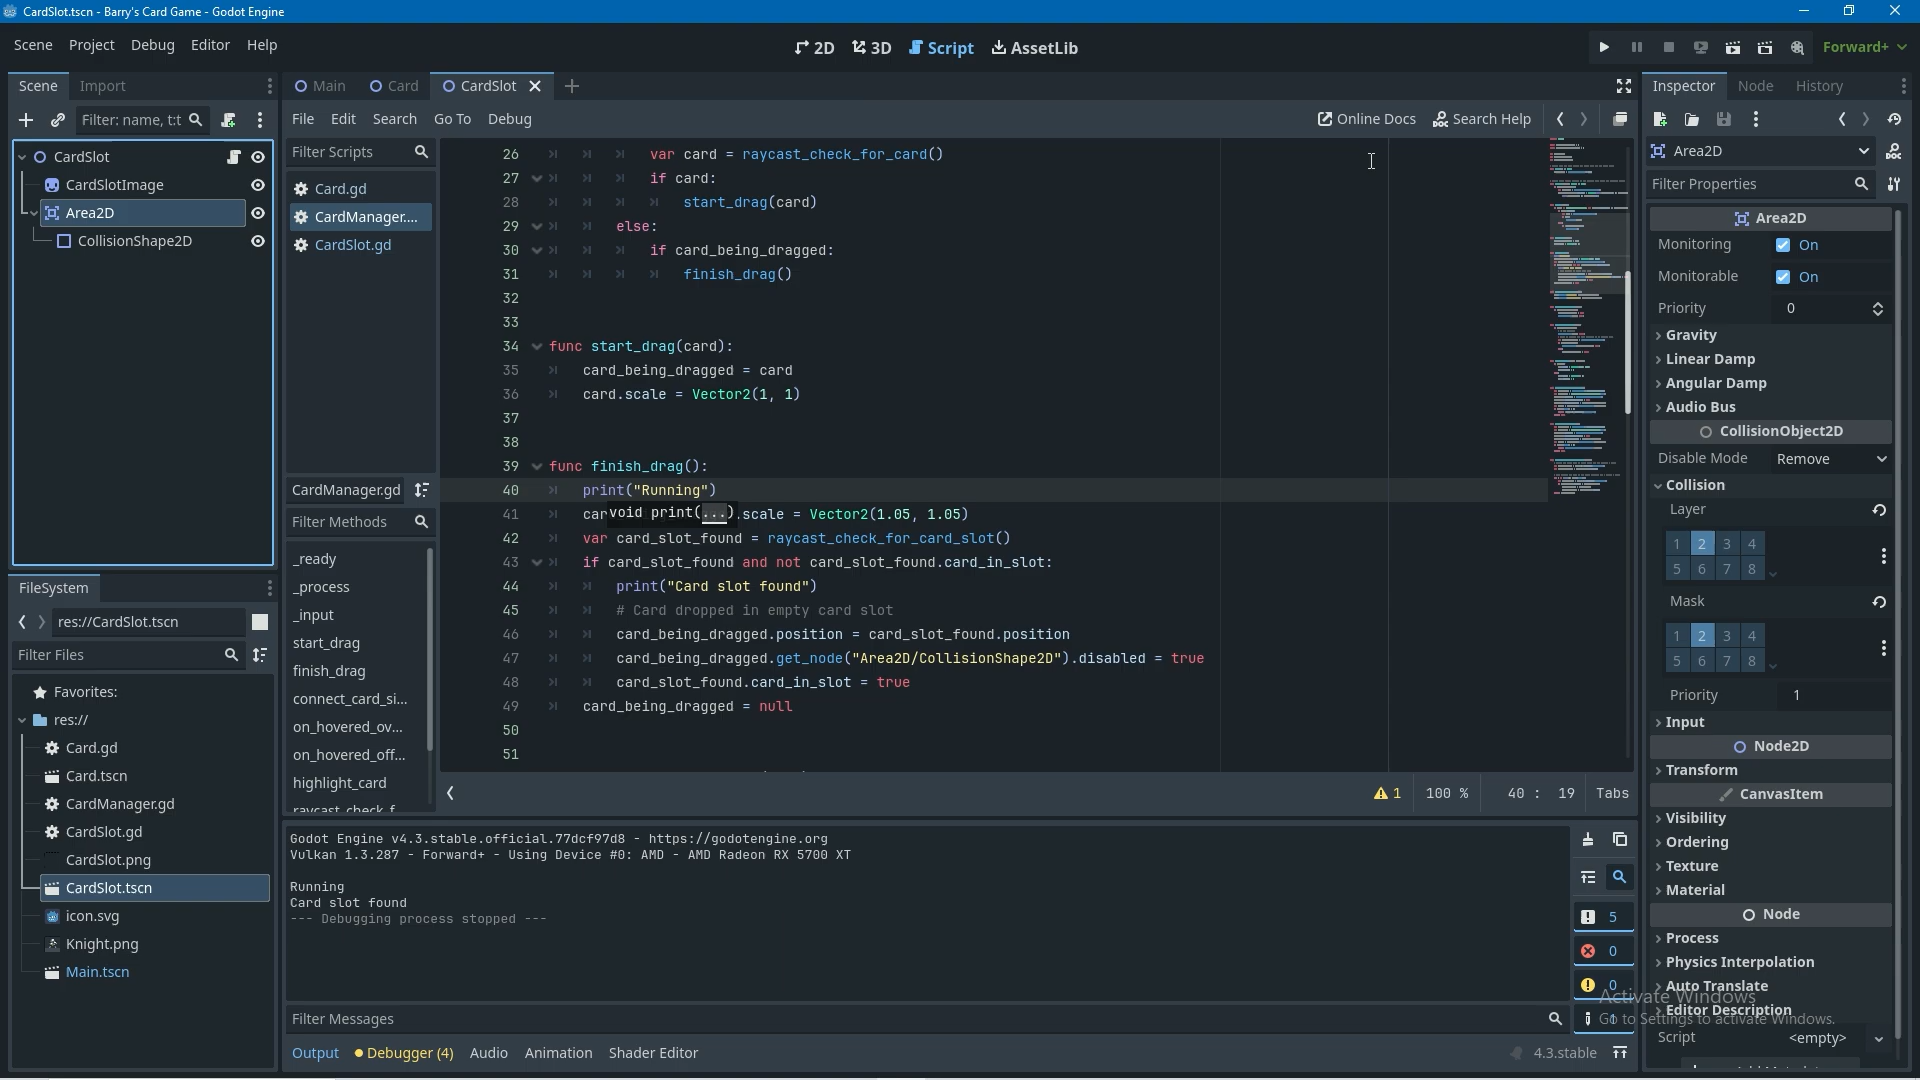 CardSlot.tscn - Barry's Card Game - Godot Engine
Scene Project Debug Editor Help
2D 3D Script AssetLib
Forward+
Scene Import
Main Card CardSlot
Inspector Node History
Filter: name, t:t
File Edit Search Go To Debug
Online Docs Search Help
CardSlot
CardSlotImage
Area2D
CollisionShape2D
Filter Scripts
Card.gd
CardManager....
CardSlot.gd
CardManager.gd
Filter Methods
_ready
_process
_input
start_drag
finish_drag
connect_card_si...
on_hovered_ov...
on_hovered_off...
highlight_card
raycast_check_f
26 var card = raycast_check_for_card()
27 if card:
28 start_drag(card)
29 else:
30 if card_being_dragged:
31 finish_drag()
32
33
34 func start_drag(card):
35 card_being_dragged = card
36 card.scale = Vector2(1, 1)
37
38
39 func finish_drag():
40 print("Running")
41 car .scale = Vector2(1.05, 1.05)
void print(...)
42 var card_slot_found = raycast_check_for_card_slot()
43 if card_slot_found and not card_slot_found.card_in_slot:
44 print("Card slot found")
45 # Card dropped in empty card slot
46 card_being_dragged.position = card_slot_found.position
47 card_being_dragged.get_node("Area2D/CollisionShape2D").disabled = true
48 card_slot_found.card_in_slot = true
49 card_being_dragged = null
50
51
1 100 % 40 : 19 Tabs
FileSystem
res://CardSlot.tscn
Filter Files
Favorites:
res://
Card.gd
Card.tscn
CardManager.gd
CardSlot.gd
CardSlot.png
CardSlot.tscn
icon.svg
Knight.png
Main.tscn
Godot Engine v4.3.stable.official.77dcf97d8 - https://godotengine.org
Vulkan 1.3.287 - Forward+ - Using Device #0: AMD - AMD Radeon RX 5700 XT
Running
Card slot found
--- Debugging process stopped ---
5
0
0
Filter Messages
Output Debugger (4) Audio Animation Shader Editor
4.3.stable
Area2D
Filter Properties
Area2D
Monitoring On
Monitorable On
Priority 0
Gravity
Linear Damp
Angular Damp
Audio Bus
CollisionObject2D
Disable Mode Remove
Collision
Layer
1 2 3 4
5 6 7 8
Mask
1 2 3 4
5 6 7 8
Priority 1
Input
Node2D
Transform
CanvasItem
Visibility
Ordering
Texture
Material
Node
Process
Physics Interpolation
Auto Translate
Editor Description
Script <empty>
Activate Windows
Go to Settings to activate Windows.